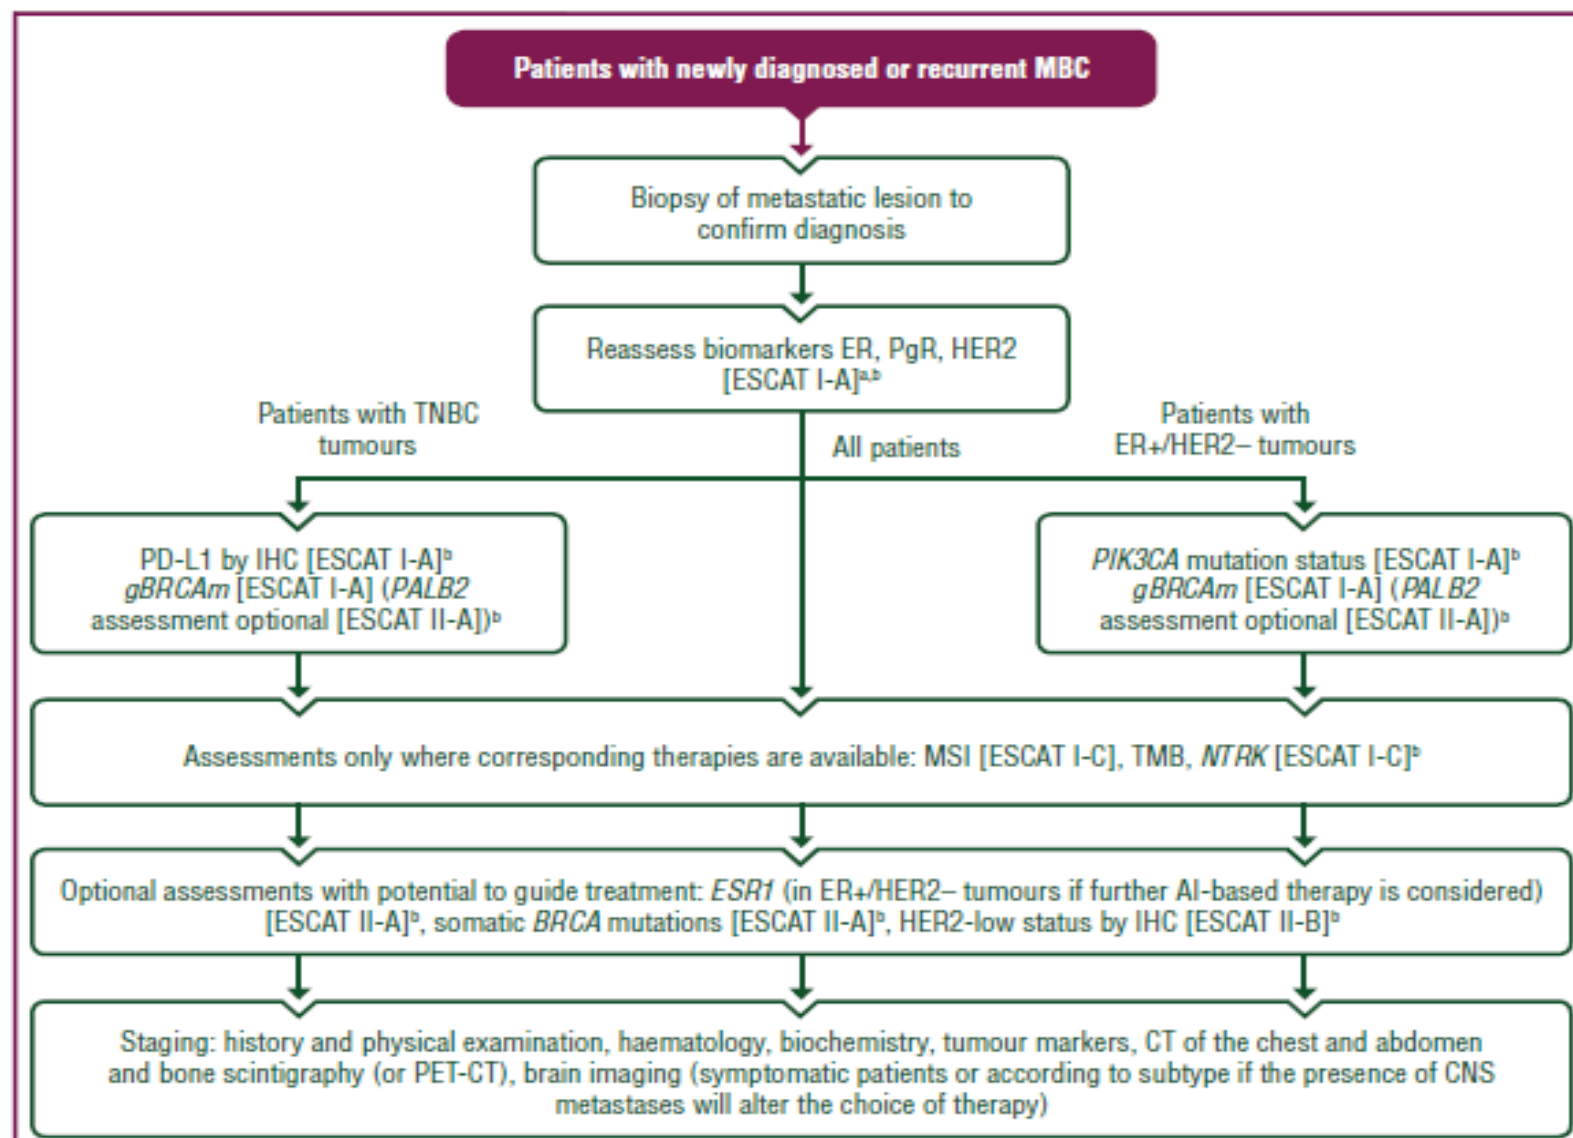 Patients with newly diagnosed or recurrent MBC
Biopsy of metastatic lesion to
confirm diagnosis
Reassess biomarkers ER, PgR, HER2
[ESCAT I-A]a,b
Patients with TNBC
tumours
All patients
Patients with
ER+/HER2– tumours
PD-L1 by IHC [ESCAT I-A]b
gBRCAm [ESCAT I-A] (PALB2
assessment optional [ESCAT II-A])b
PIK3CA mutation status [ESCAT I-A]b
gBRCAm [ESCAT I-A] (PALB2
assessment optional [ESCAT II-A])b
Assessments only where corresponding therapies are available: MSI [ESCAT I-C], TMB, NTRK [ESCAT I-C]b
Optional assessments with potential to guide treatment: ESR1 (in ER+/HER2– tumours if further AI-based therapy is considered)
[ESCAT II-A]b, somatic BRCA mutations [ESCAT II-A]b, HER2-low status by IHC [ESCAT II-B]b
Staging: history and physical examination, haematology, biochemistry, tumour markers, CT of the chest and abdomen
and bone scintigraphy (or PET-CT), brain imaging (symptomatic patients or according to subtype if the presence of CNS
metastases will alter the choice of therapy)